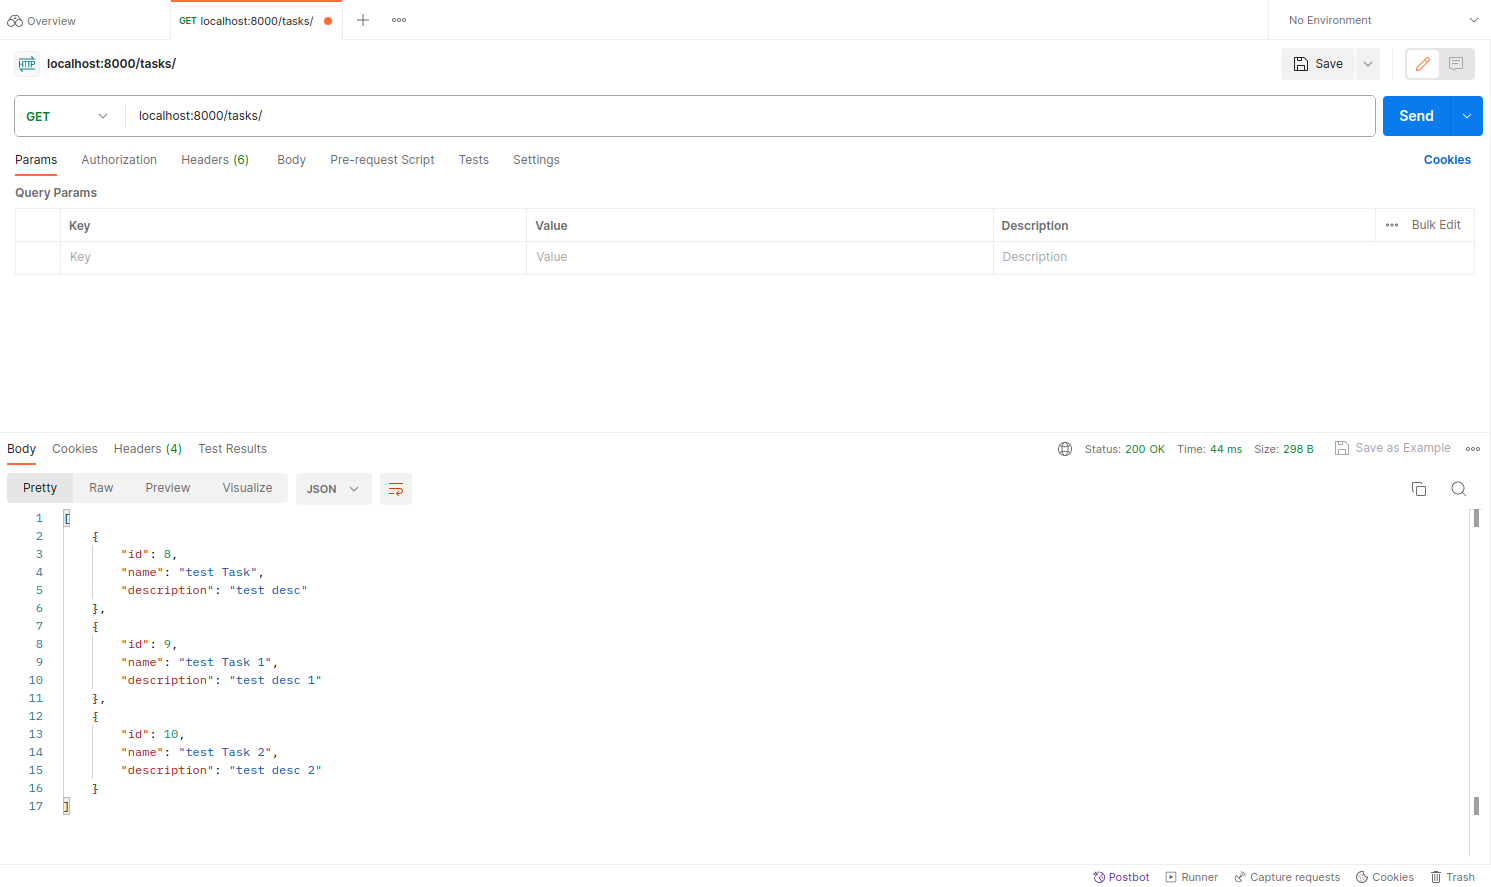 Overview
GET localhost:8000/tasks/
No Environment
HTTP localhost:8000/tasks/
Save
GET localhost:8000/tasks/
Send
Params Authorization Headers (6) Body Pre-request Script Tests Settings Cookies
Query Params
Key Value Description Bulk Edit
Key Value Description
Body Cookies Headers (4) Test Results Status: 200 OK Time: 44 ms Size: 298 B Save as Example
Pretty Raw Preview Visualize JSON
1 [
2 {
3 "id": 8,
4 "name": "test Task",
5 "description": "test desc"
6 },
7 {
8 "id": 9,
9 "name": "test Task 1",
10 "description": "test desc 1"
11 },
12 {
13 "id": 10,
14 "name": "test Task 2",
15 "description": "test desc 2"
16 }
17 ]
Postbot Runner Capture requests Cookies Trash